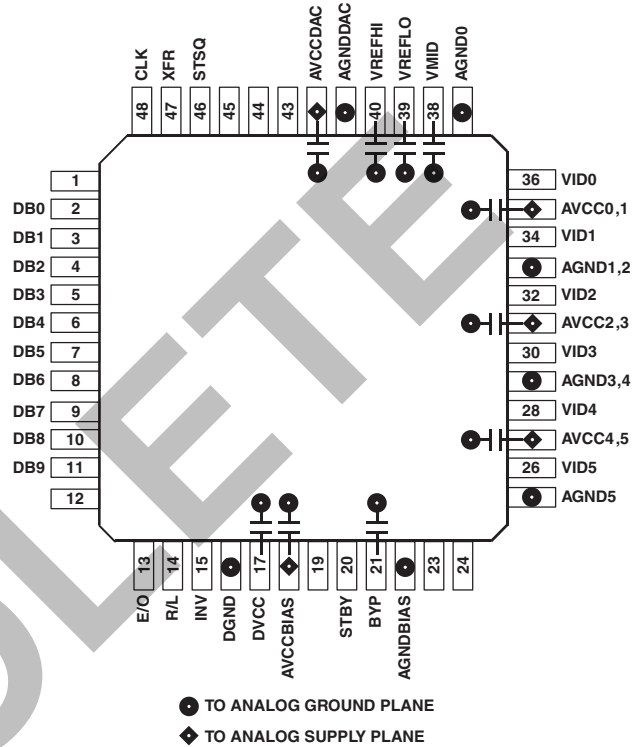 CLK
XFR
STSQ
AVCCDAC
AGNDDAC
VREFHI
VREFLO
VMID
AGND0
48
47
46
45
44
43
40
39
38
1
DB0 2
DB1 3
DB2 4
DB3 5
DB4 6
DB5 7
DB6 8
DB7 9
DB8 10
DB9 11
12
36 VID0
AVCC0,1
34 VID1
AGND1,2
32 VID2
AVCC2,3
30 VID3
AGND3,4
28 VID4
AVCC4,5
26 VID5
AGND5
13
14
15
17
19
20
21
23
24
E/O
R/L
INV
DGND
DVCC
AVCCBIAS
STBY
BYP
AGNDBIAS
TO ANALOG GROUND PLANE
TO ANALOG SUPPLY PLANE
OLETE